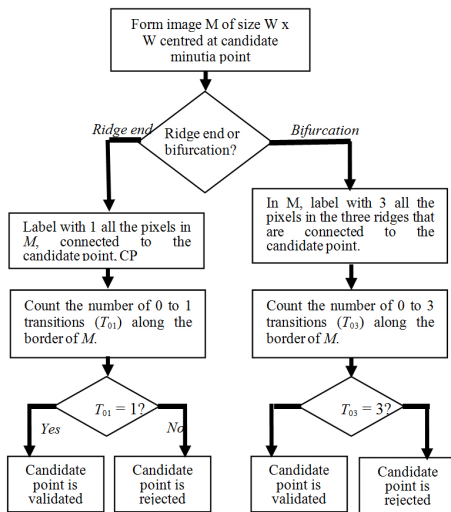 Form image M of size W x
W centred at candidate
minutia point
Ridge end
Ridge end or
bifurcation?
Bifurcation
Label with 1 all the pixels in
M, connected to the
candidate point. CP
In M, label with 3 all the
pixels in the three ridges that
are connected to the
candidate point.
Count the number of 0 to 1
transitions (T01) along the
border of M.
Count the number of 0 to 3
transitions (T03) along the
border of M.
T01 = 1?
Yes
No
T03 = 3?
Candidate
point is
validated
Candidate
point is
rejected
Candidate
point is
validated
Candidate
point is
rejected